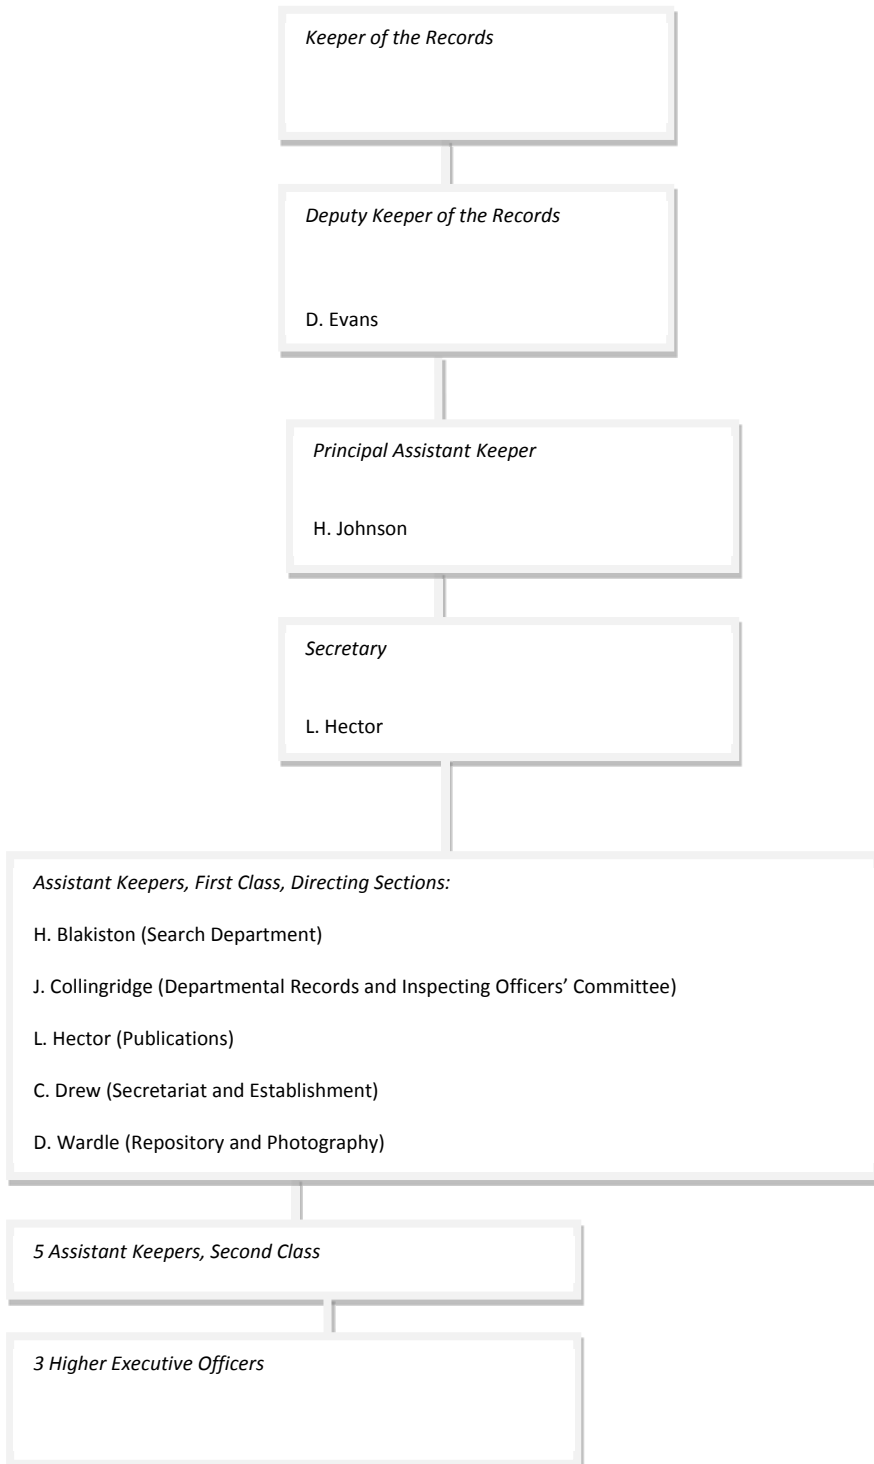 Keeper of the Records
Deputy Keeper of the Records
D. Evans
Principal Assistant Keeper
H. Johnson
Secretary
L. Hector
Assistant Keepers, First Class, Directing Sections:
H. Blakiston (Search Department)
J. Collingridge (Departmental Records and Inspecting Officers’ Committee)
L. Hector (Publications)
C. Drew (Secretariat and Establishment)
D. Wardle (Repository and Photography)
5 Assistant Keepers, Second Class
3 Higher Executive Officers